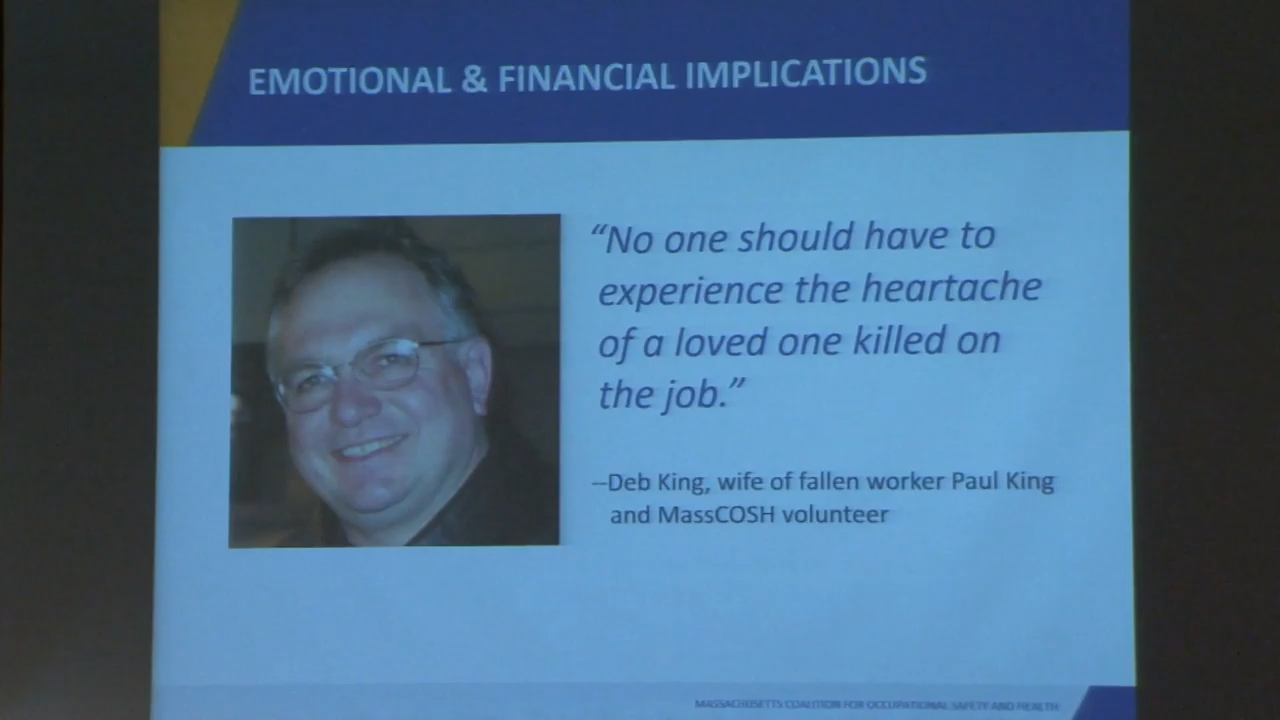 EMOTIONAL & FINANCIAL IMPLICATIONS
“No one should have to
experience the heartache
of a loved one killed on
the job.”
–Deb King, wife of fallen worker Paul King
and MassCOSH volunteer
MASSACHUSETTS COALITION FOR OCCUPATIONAL SAFETY AND HEALTH